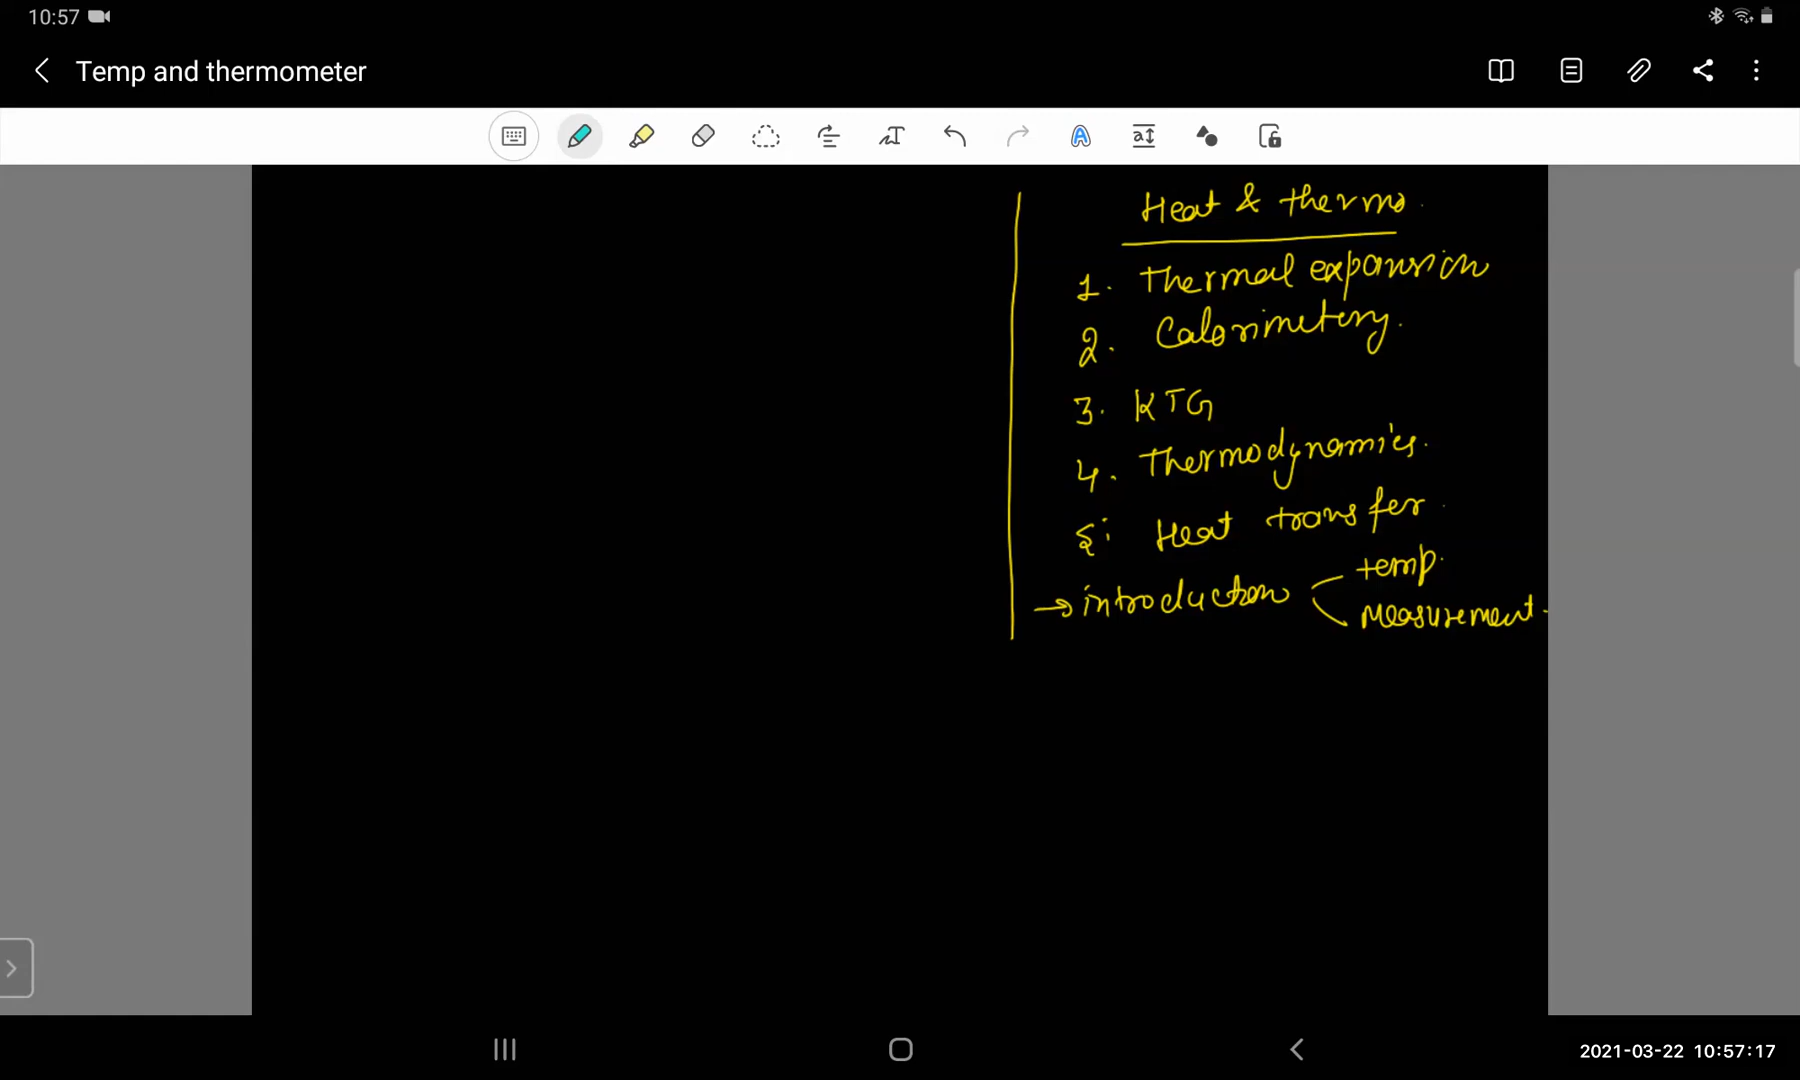 10:57
Temp and thermometer
Heat & thermo.
1. Thermal expansion
2. Calorimetery.
3. KTG
4. Thermodynamics.
5. Heat transfer.
→ introduction temp.
measurement.
2021-03-22 10:57:17